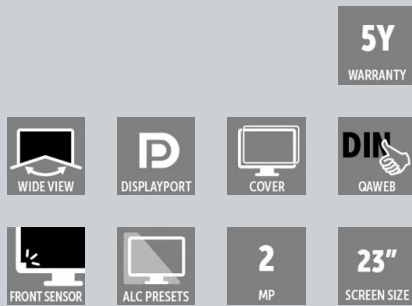 5Y
WARRANTY
WIDE VIEW
DISPLAYPORT
COVER
DIN
QAWEB
FRONT SENSOR
ALC PRESETS
2
MP
23"
SCREEN SIZE